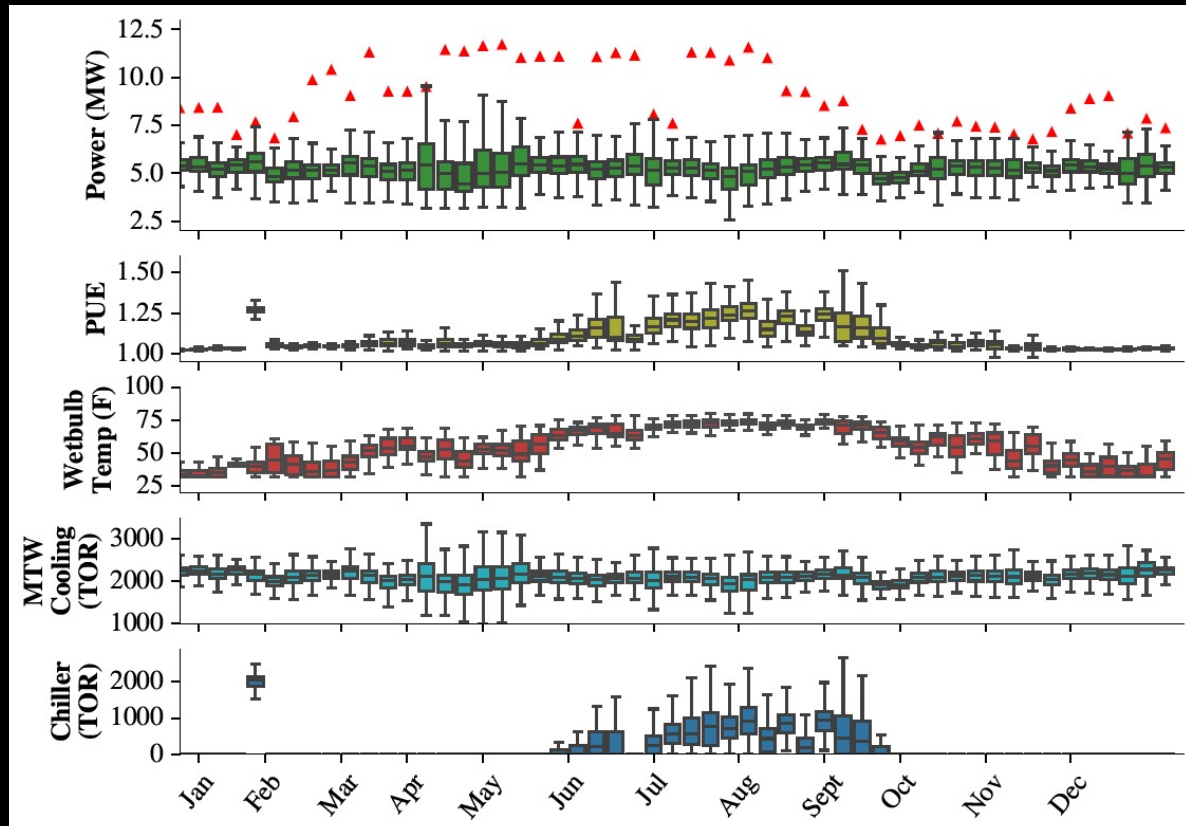 Power (MW)
12.5
10.0
7.5
5.0
2.5
PUE
1.50
1.25
1.00
Wetbulb
Temp (F)
100
75
50
25
MTW
Cooling
(TOR)
3000
2000
1000
Chiller
(TOR)
2000
1000
0
Jan Feb Mar Apr May Jun Jul Aug Sept Oct Nov Dec